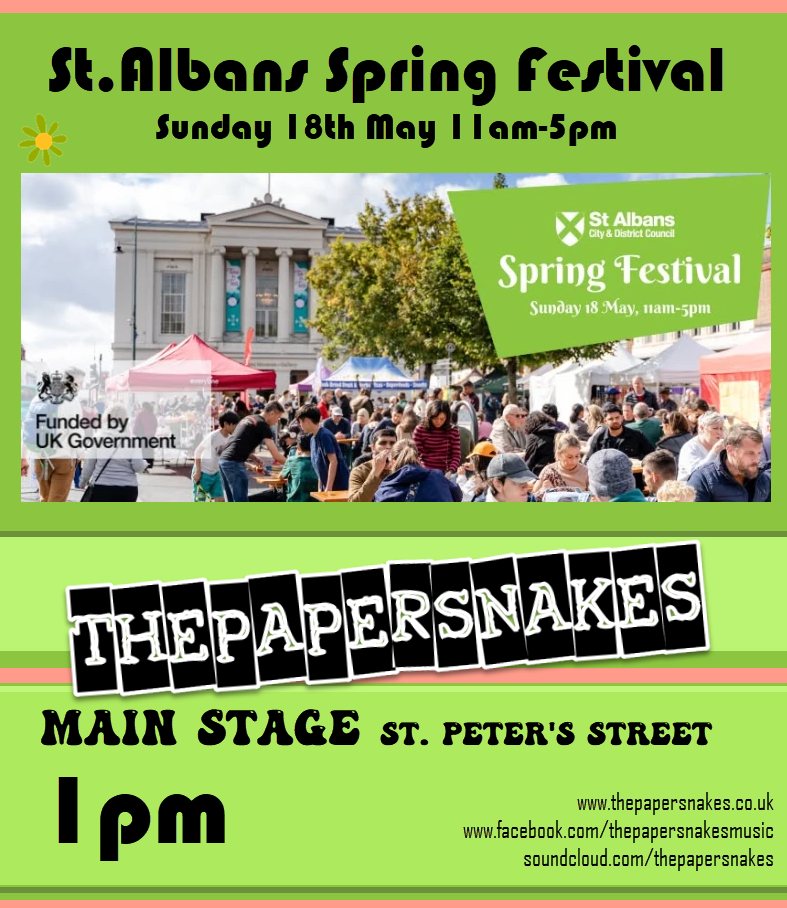 St.Albans Spring Festival
Sunday 18th May 11am-5pm
St Albans
City & District Council
Spring Festival
Sunday 18 May, 11am-5pm
everyone
Funded by
UK Government
THEPAPERSNAKES
MAIN STAGE ST. PETER'S STREET
1pm
www.thepapersnakes.co.uk
www.facebook.com/thepapersnakesmusic
soundcloud.com/thepapersnakes